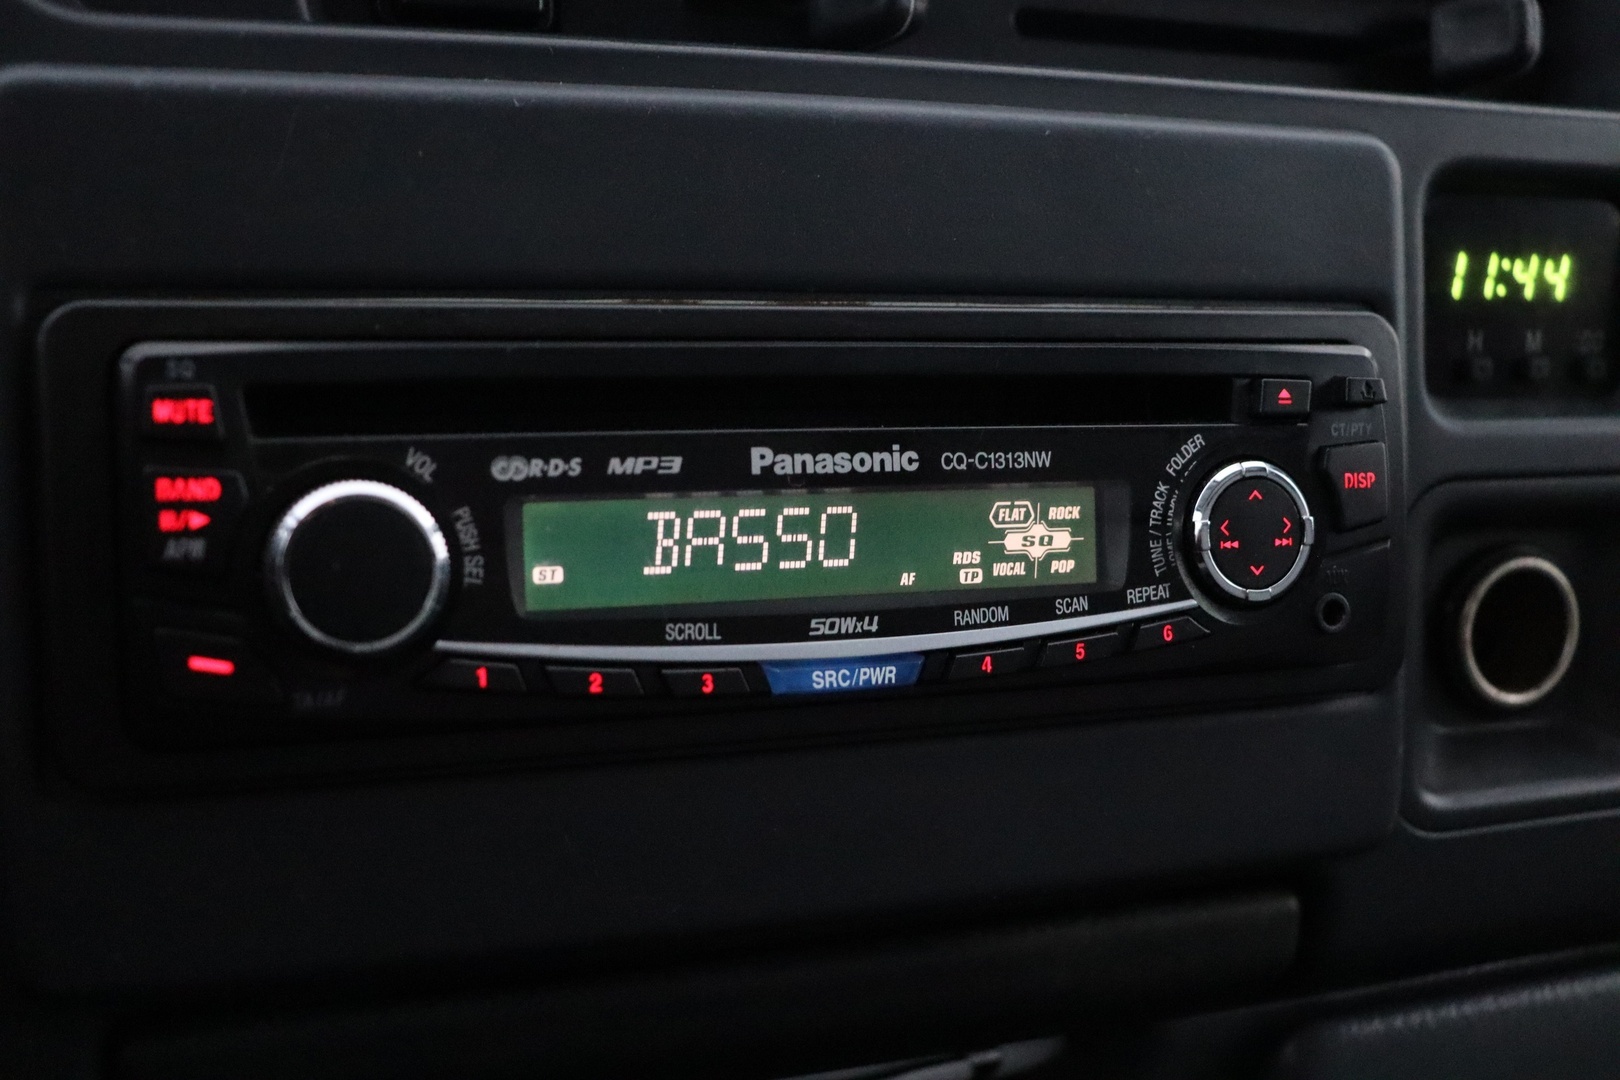 11:44
H M
SQ
MUTE
VOL
R·D·S MP3 Panasonic CQ-C1313NW
FOLDER
CT/PTY
DISP
BAND
APM
PUSH SEL
BASSO
FLAT ROCK
SQ
VOCAL POP
ST
AF
RDS
TP
TUNE / TRACK
SCROLL
50Wx4
RANDOM
SCAN
REPEAT
1 2 3 SRC/PWR 4 5 6